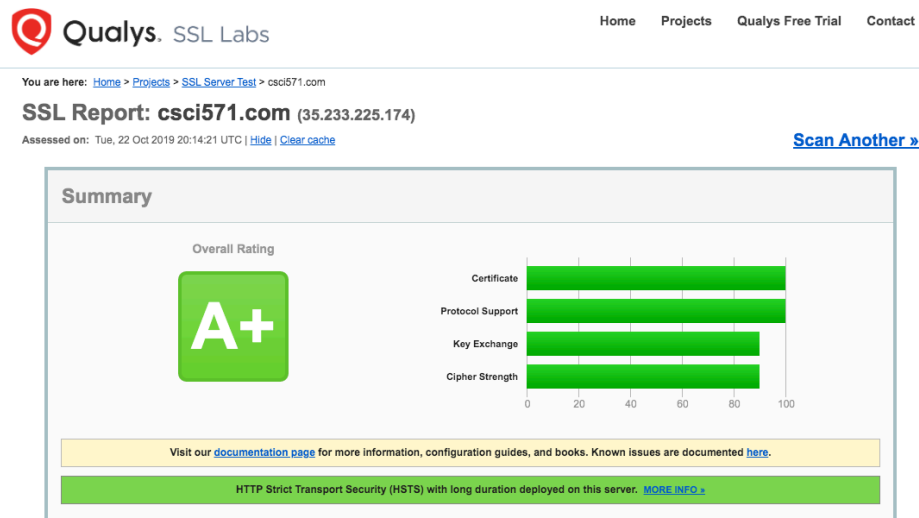 Qualys. SSL Labs
Home Projects Qualys Free Trial Contact
You are here: Home > Projects > SSL Server Test > csci571.com
SSL Report: csci571.com (35.233.225.174)
Assessed on: Tue, 22 Oct 2019 20:14:21 UTC | Hide | Clear cache
Scan Another »
Summary
Overall Rating
A+
Certificate
Protocol Support
Key Exchange
Cipher Strength
0 20 40 60 80 100
Visit our documentation page for more information, configuration guides, and books. Known issues are documented here.
HTTP Strict Transport Security (HSTS) with long duration deployed on this server. MORE INFO »